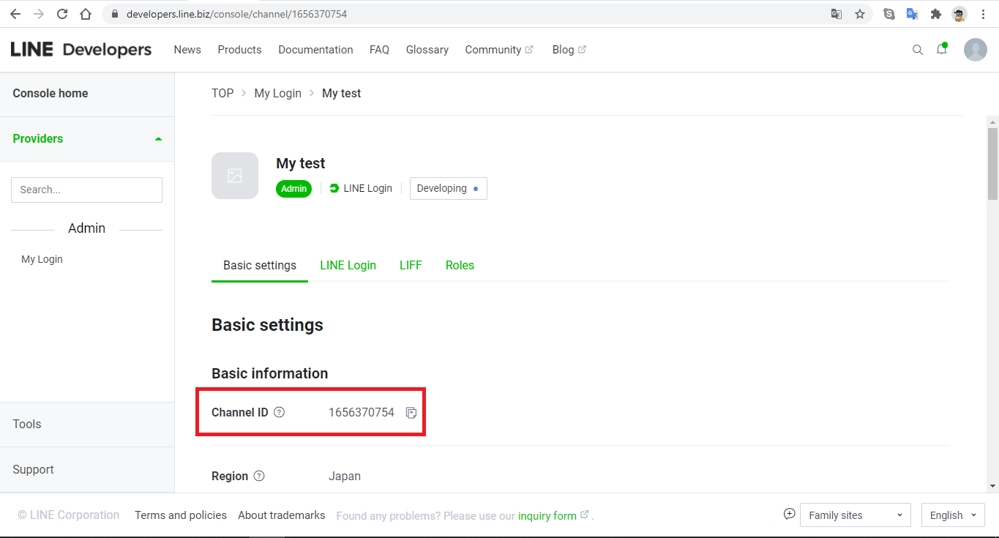 developers.line.biz/console/channel/1656370754
LINE Developers News Products Documentation FAQ Glossary Community Blog
Console home
TOP > My Login > My test
Providers
Search...
Admin
My Login
Tools
Support
My test
Admin LINE Login Developing
Basic settings LINE Login LIFF Roles
Basic settings
Basic information
Channel ID ? 1656370754
Region ? Japan
© LINE Corporation Terms and policies About trademarks Found any problems? Please use our inquiry form . Family sites English